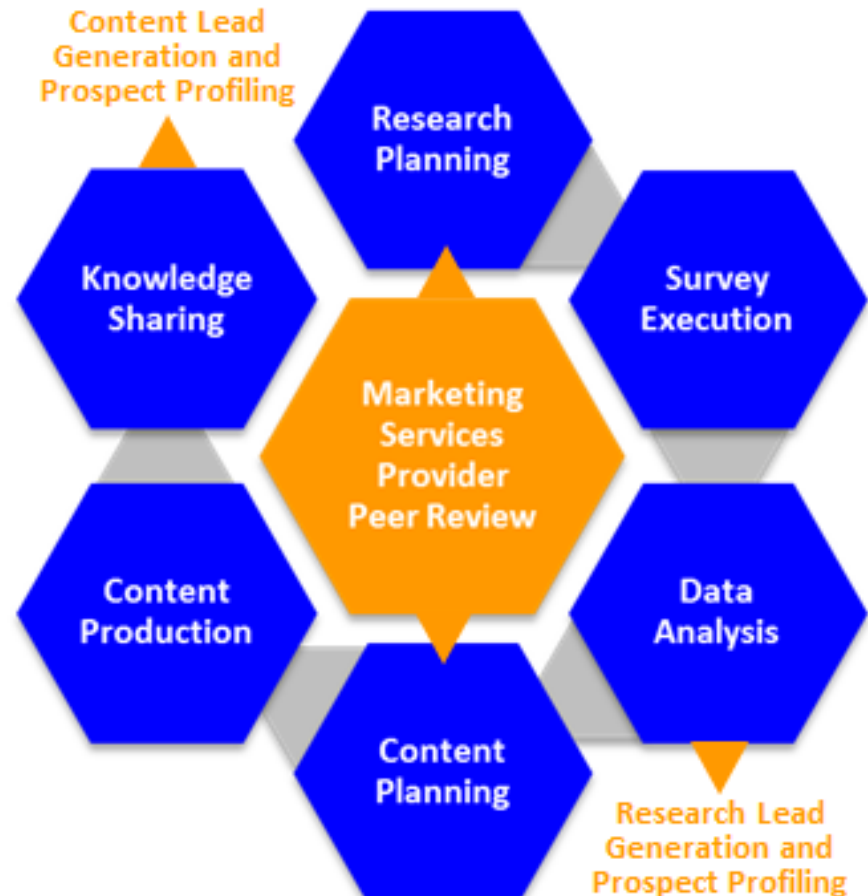 Content Lead
Generation and
Prospect Profiling
Research
Planning
Knowledge
Sharing
Survey
Execution
Marketing
Services
Provider
Peer Review
Content
Production
Data
Analysis
Content
Planning
Research Lead
Generation and
Prospect Profiling